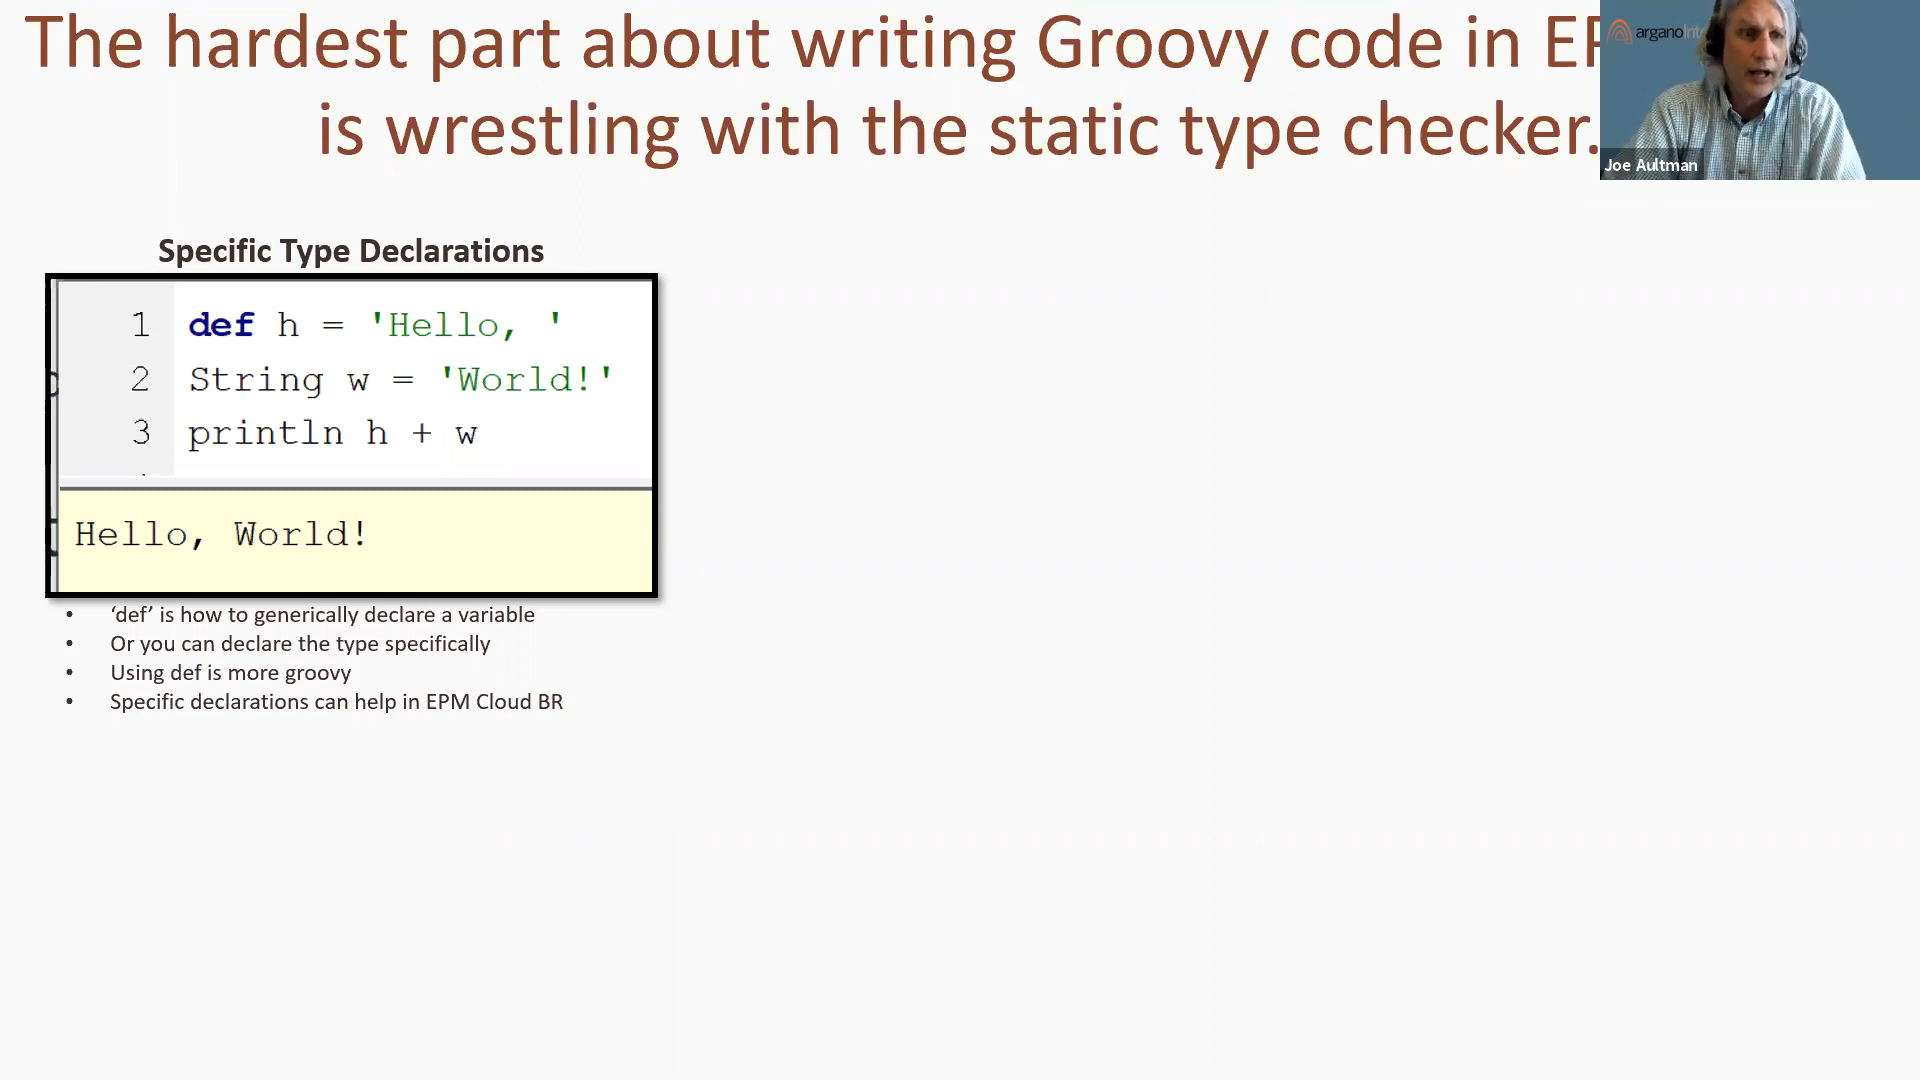 The hardest part about writing Groovy code in
is wrestling with the static type checker.
argano
Joe Aultman
Specific Type Declarations
1 def h = 'Hello, '
2 String w = 'World!'
3 println h + w
Hello, World!
• ‘def’ is how to generically declare a variable
• Or you can declare the type specifically
• Using def is more groovy
• Specific declarations can help in EPM Cloud BR